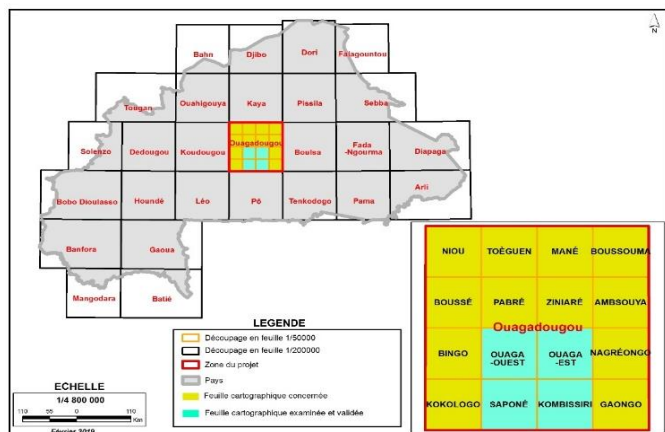 N
Dori
Bahn
Djibo
Falagountou
Ouahigouya
Kaya
Pissila
Sebba
Tougan
Ouagadougou
Solenzo
Dedougou
Koudougou
Boulsa
Fada
-Ngourma
Diapaga
Arli
Bobo Dioulasso
Houndé
Léo
Pô
Tenkodogo
Pama
Banfora
Gaoua
Mangodara
Batié
LEGENDE
Découpage en feuille 1/50000
Découpage en feuille 1/200000
Zone du projet
Pays
Feuille cartographique concernée
Feuille cartographique examinée et validée
ECHELLE
1/4 800 000
110 55 0 110
Km
Février 2019
NIOU TOÉGUEN MANÉ BOUSSOUMA
BOUSSÉ PABRÉ ZINIARÉ AMBSOUYA
Ouagadougou
BINGO OUAGA
-OUEST OUAGA
-EST NAGRÉONGO
KOKOLOGO SAPONÉ KOMBISSIRI GAONGO